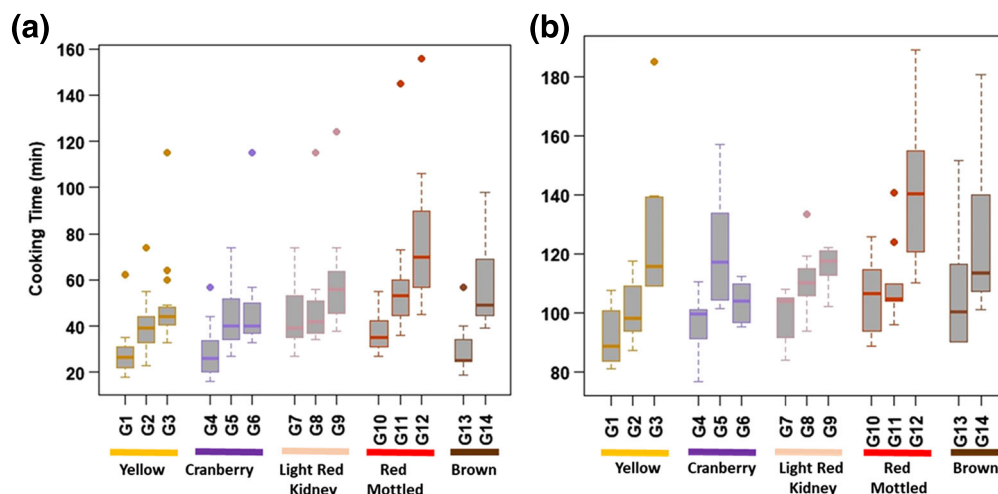 (a)
Cooking Time (min)
160
140
120
100
80
60
40
20
G1
G2
G3
G4
G5
G6
G7
G8
G9
G10
G11
G12
G13
G14
Yellow
Cranberry
Light Red
Kidney
Red
Mottled
Brown
(b)
180
160
140
120
100
80
G1
G2
G3
G4
G5
G6
G7
G8
G9
G10
G11
G12
G13
G14
Yellow
Cranberry
Light Red
Kidney
Red
Mottled
Brown